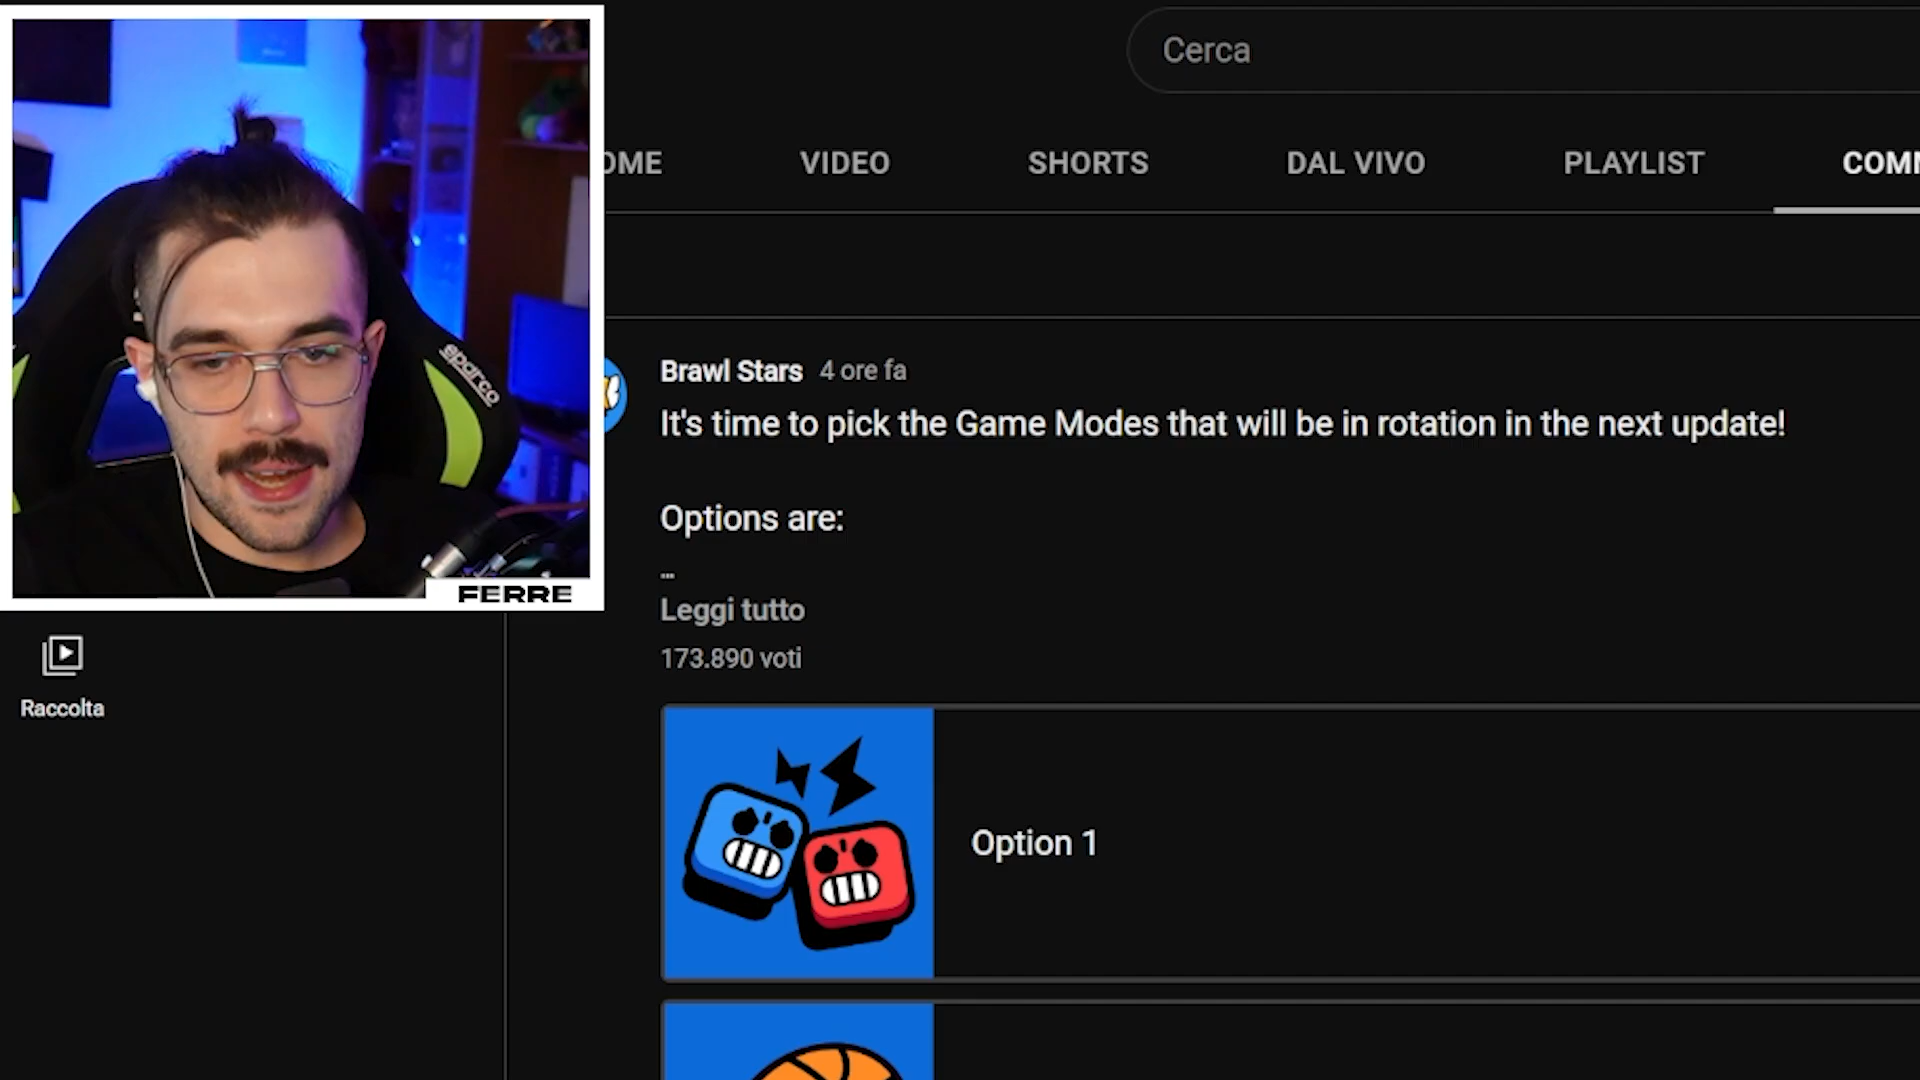 Cerca
OME
VIDEO
SHORTS
DAL VIVO
PLAYLIST
COM
sparco
Brawl Stars 4 ore fa
It's time to pick the Game Modes that will be in rotation in the next update!
Options are:
...
Leggi tutto
173.890 voti
FERRE
Raccolta
Option 1